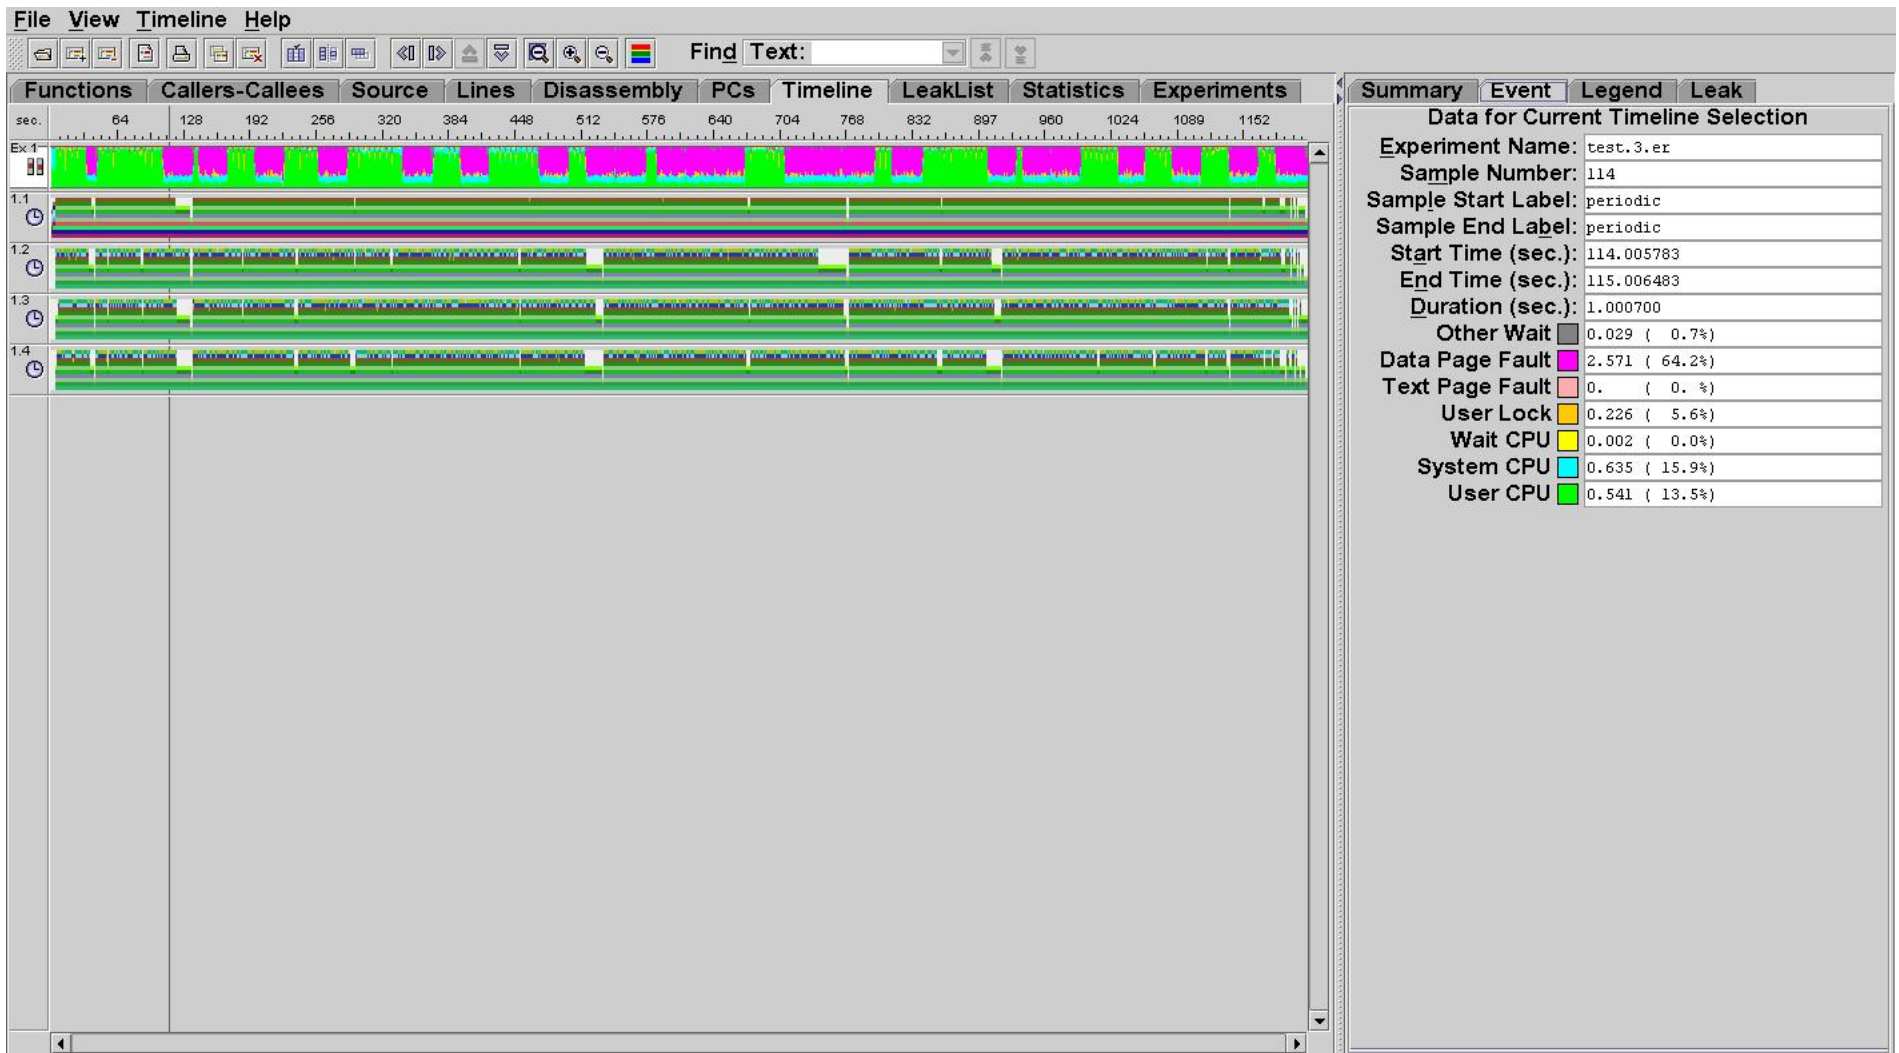 File View Timeline Help
Find Text:
Functions Callers-Callees Source Lines Disassembly PCs Timeline LeakList Statistics Experiments
sec. 64 128 192 256 320 384 448 512 576 640 704 768 832 897 960 1024 1089 1152
Ex 1
1.1
1.2
1.3
1.4
Summary Event Legend Leak
Data for Current Timeline Selection
Experiment Name: test.3.er
Sample Number: 114
Sample Start Label: periodic
Sample End Label: periodic
Start Time (sec.): 114.005783
End Time (sec.): 115.006483
Duration (sec.): 1.000700
Other Wait 0.029 ( 0.7%)
Data Page Fault 2.571 ( 64.2%)
Text Page Fault 0. ( 0. %)
User Lock 0.226 ( 5.6%)
Wait CPU 0.002 ( 0.0%)
System CPU 0.635 ( 15.9%)
User CPU 0.541 ( 13.5%)